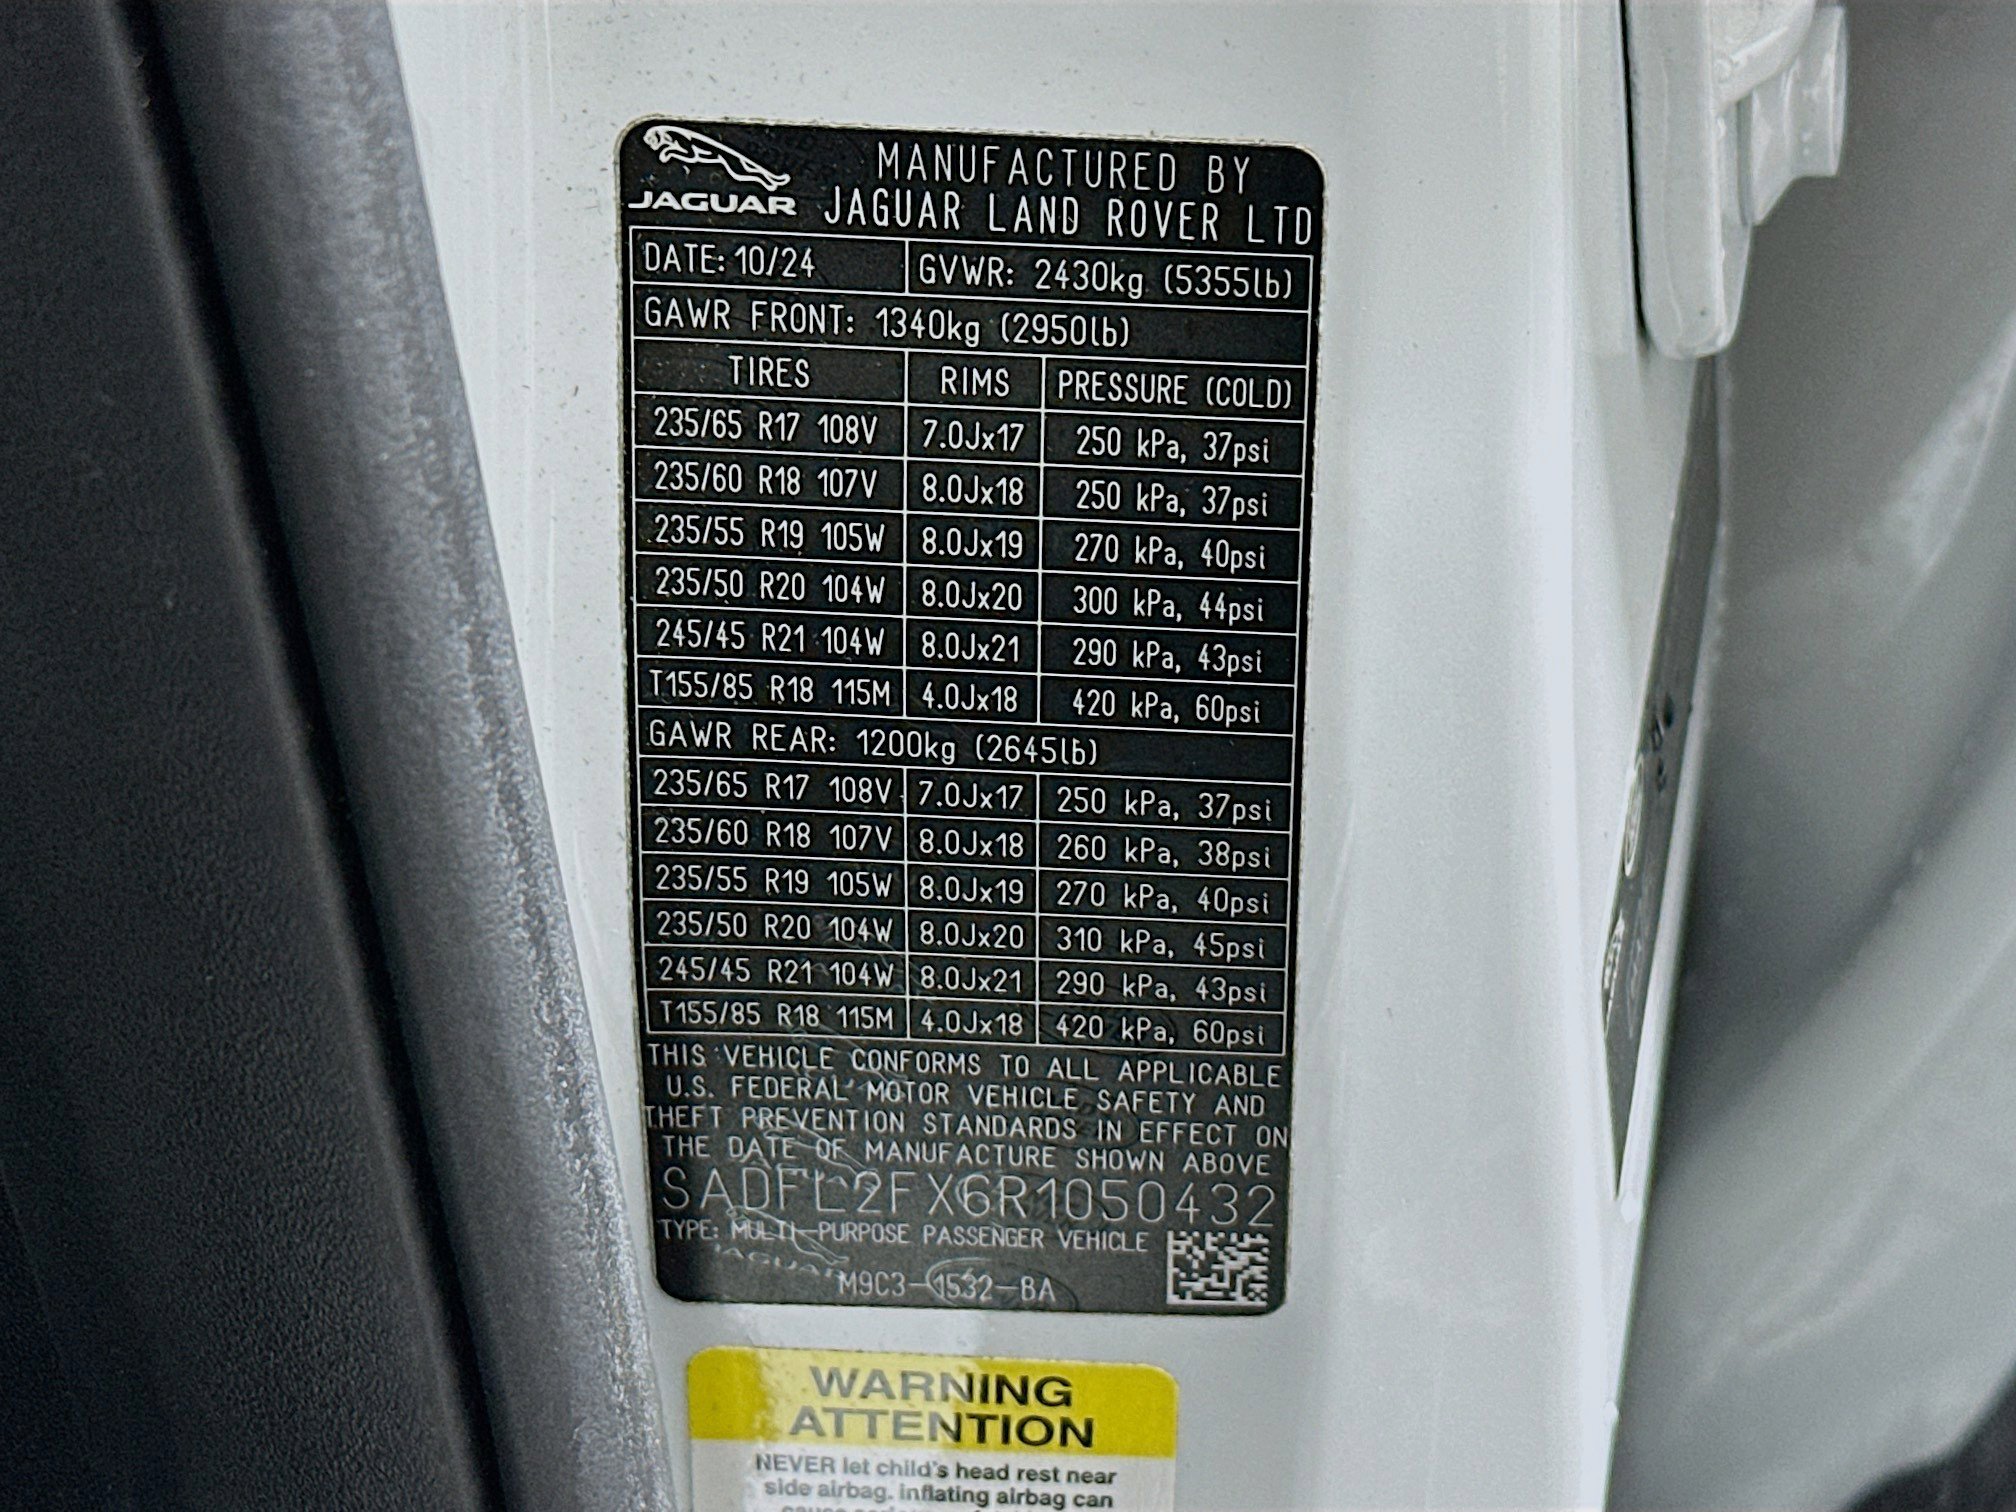 JAGUAR
MANUFACTURED BY
JAGUAR LAND ROVER LTD
DATE: 10/24 GVWR: 2430kg (5355lb)
GAWR FRONT: 1340kg (2950lb)
TIRES RIMS PRESSURE (COLD)
235/65 R17 108V 7.0Jx17 250 kPa, 37psi
235/60 R18 107V 8.0Jx18 250 kPa, 37psi
235/55 R19 105W 8.0Jx19 270 kPa, 40psi
235/50 R20 104W 8.0Jx20 300 kPa, 44psi
245/45 R21 104W 8.0Jx21 290 kPa, 43psi
T155/85 R18 115M 4.0Jx18 420 kPa, 60psi
GAWR REAR: 1200kg (2645lb)
235/65 R17 108V 7.0Jx17 250 kPa, 37psi
235/60 R18 107V 8.0Jx18 260 kPa, 38psi
235/55 R19 105W 8.0Jx19 270 kPa, 40psi
235/50 R20 104W 8.0Jx20 310 kPa, 45psi
245/45 R21 104W 8.0Jx21 290 kPa, 43psi
T155/85 R18 115M 4.0Jx18 420 kPa, 60psi
THIS VEHICLE CONFORMS TO ALL APPLICABLE
U.S. FEDERAL MOTOR VEHICLE SAFETY AND
THEFT PREVENTION STANDARDS IN EFFECT ON
THE DATE OF MANUFACTURE SHOWN ABOVE
SADFL2FX6R1050432
TYPE: MULTI-PURPOSE PASSENGER VEHICLE
JAGUAR
M9C3-1532-BA
WARNING
ATTENTION
NEVER let child's head rest near
side airbag. Inflating airbag can